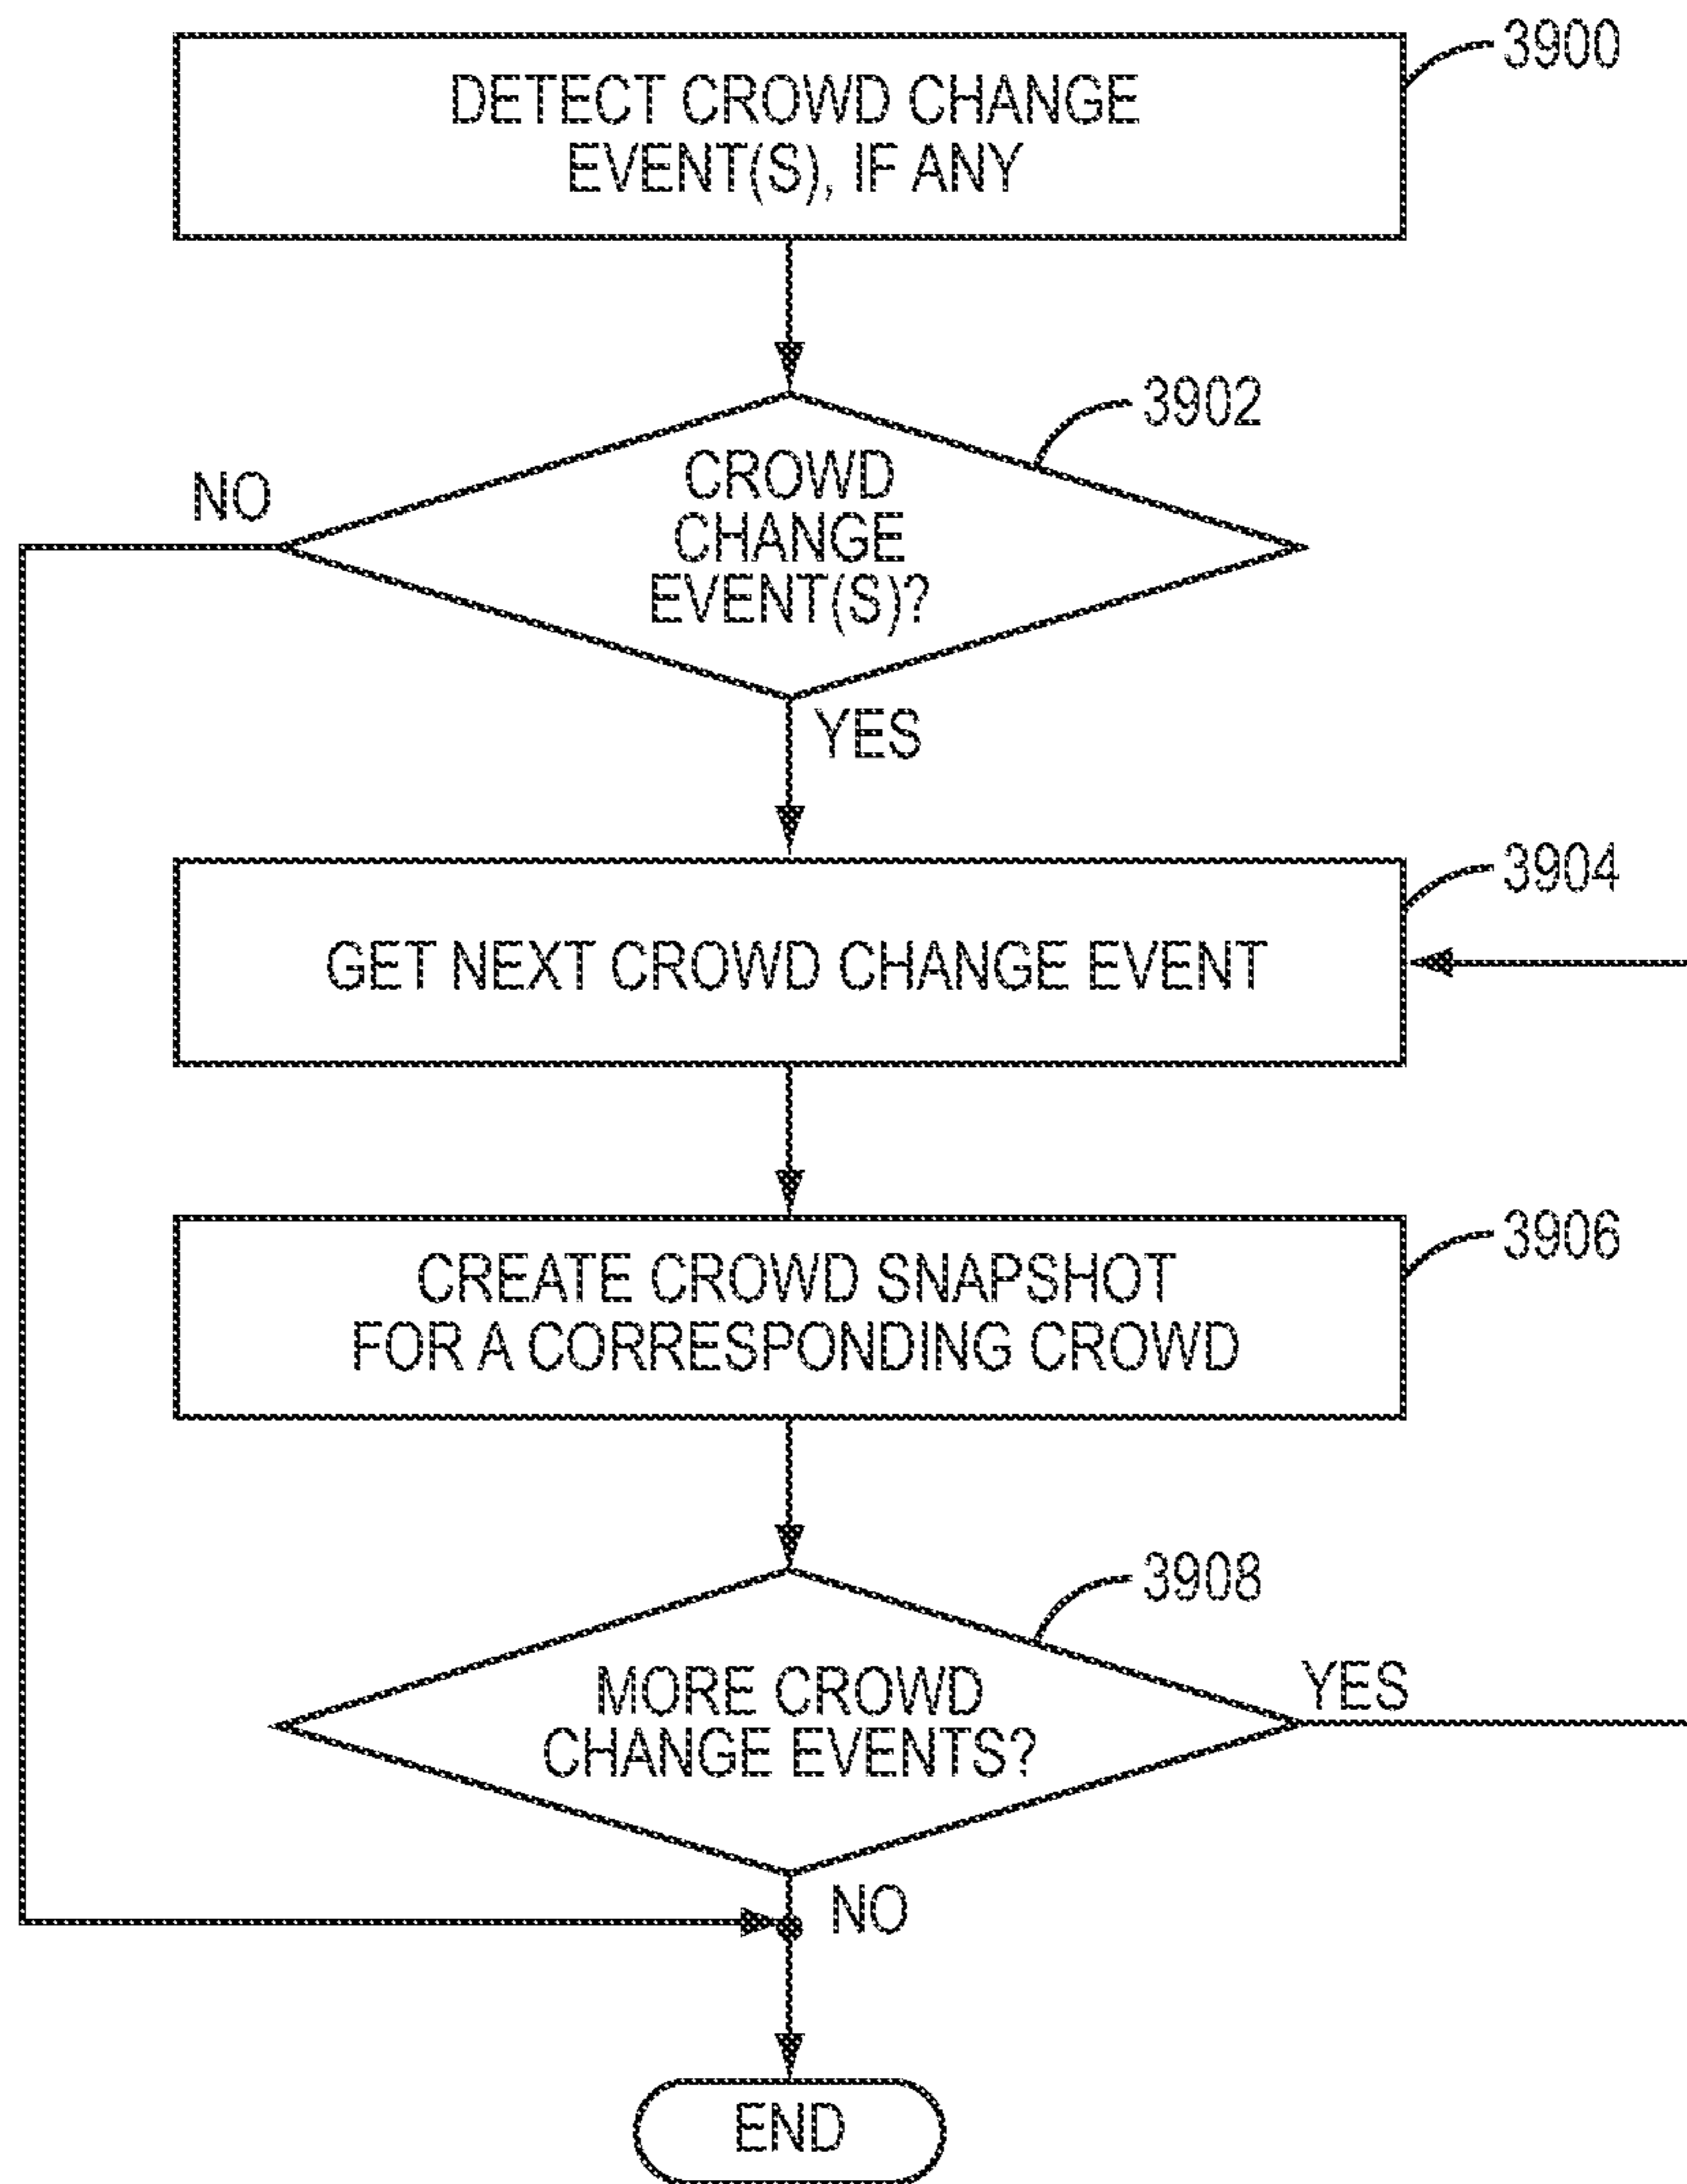 3900
DETECT CROWD CHANGE
EVENT(S), IF ANY
3902
NO
CROWD
CHANGE
EVENT(S)?
YES
3904
GET NEXT CROWD CHANGE EVENT
3906
CREATE CROWD SNAPSHOT
FOR A CORRESPONDING CROWD
3908
MORE CROWD
CHANGE EVENTS?
YES
NO
END